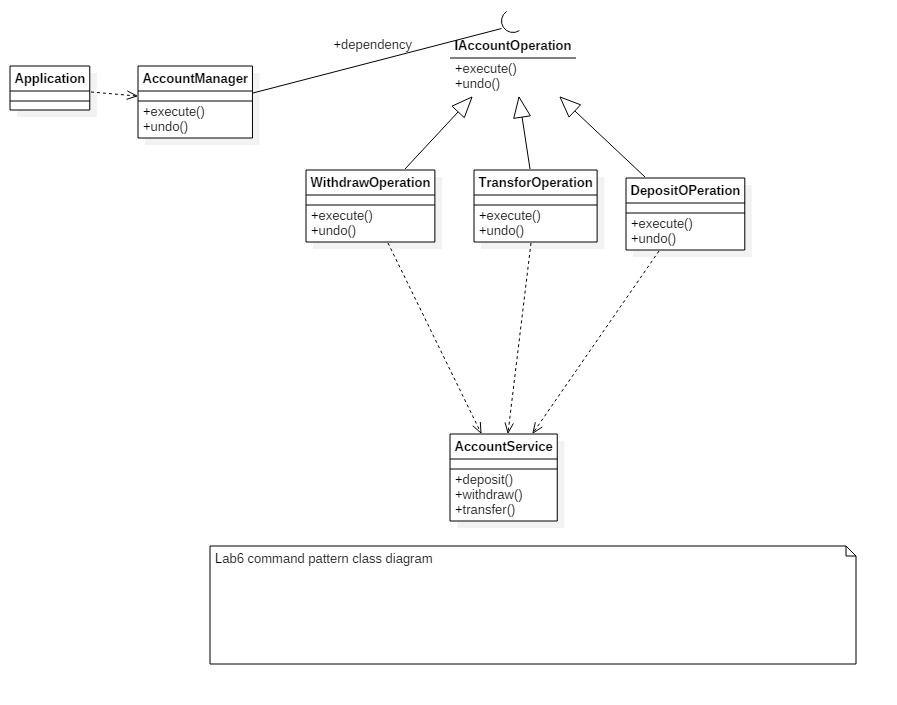 +dependency
IAccountOperation
+execute()
+undo()
Application
AccountManager
+execute()
+undo()
WithdrawOperation
+execute()
+undo()
TransforOperation
+execute()
+undo()
DepositOPeration
+execute()
+undo()
AccountService
+deposit()
+withdraw()
+transfer()
Lab6 command pattern class diagram